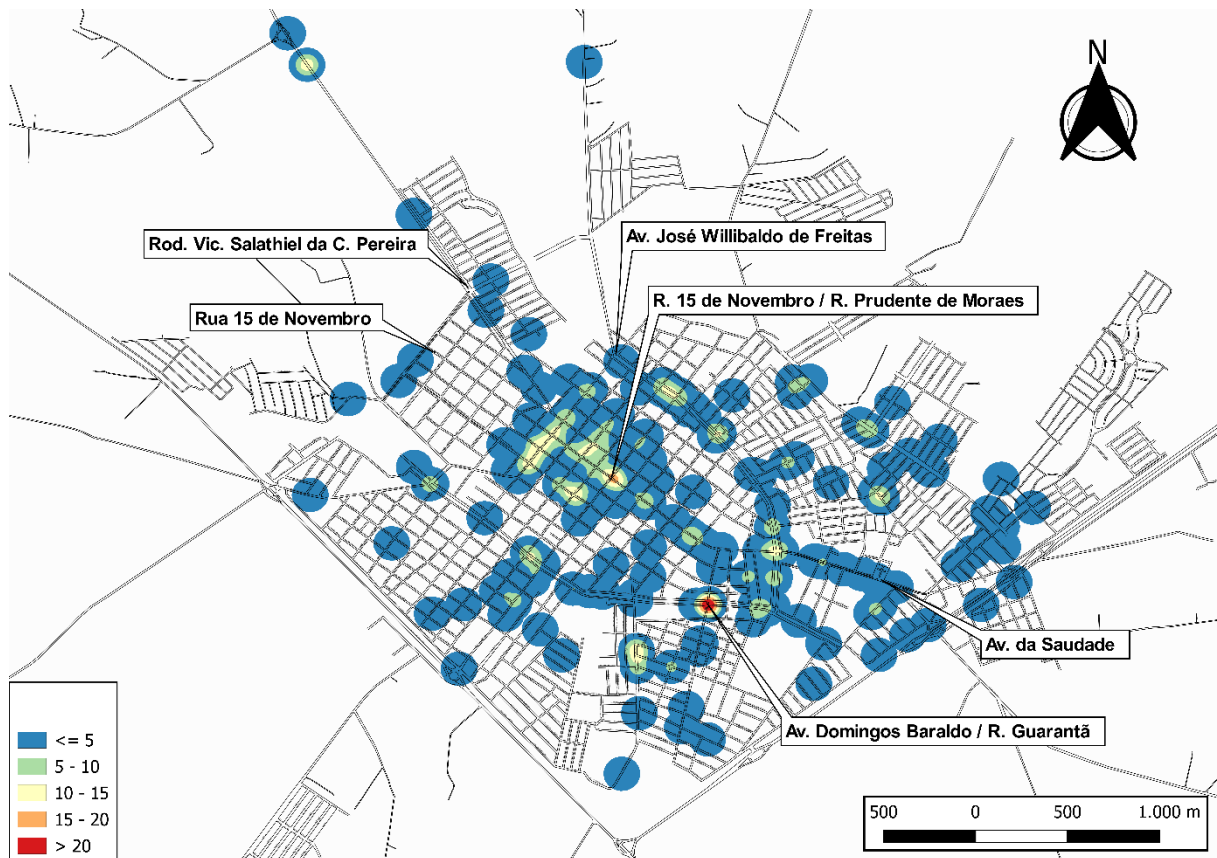 N
Av. José Willibaldo de Freitas
Rod. Vic. Salathiel da C. Pereira
R. 15 de Novembro / R. Prudente de Moraes
Rua 15 de Novembro
Av. da Saudade
Av. Domingos Baraldo / R. Guarantã
<= 5
5 - 10
10 - 15
15 - 20
> 20
500 0 500 1.000 m